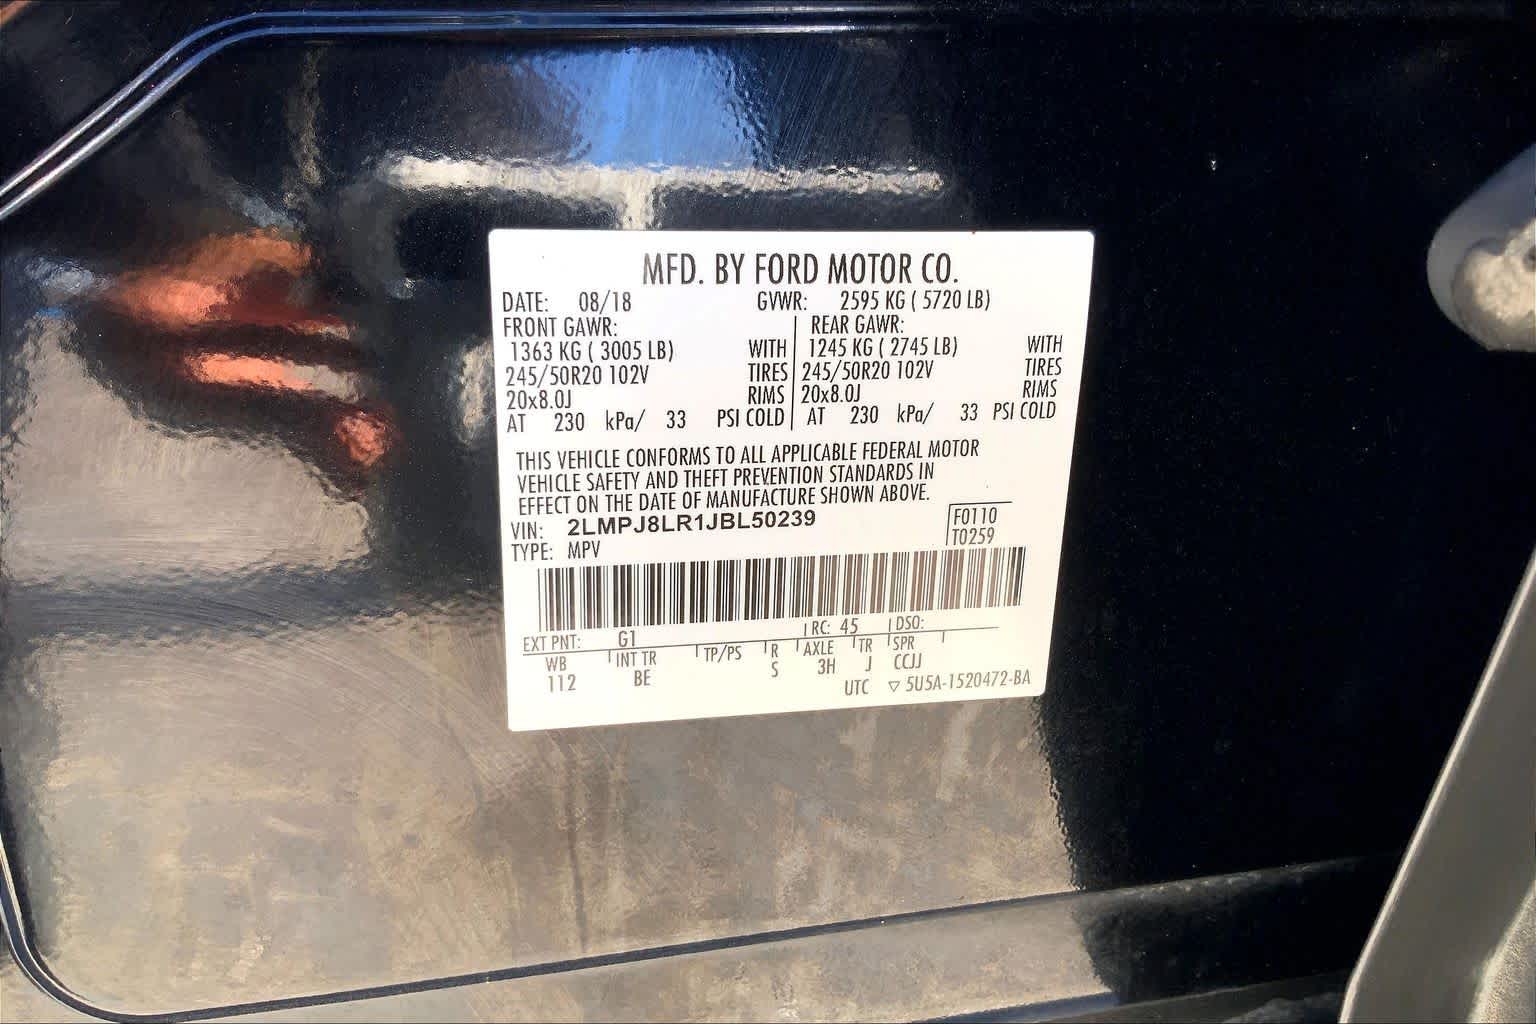 MFD. BY FORD MOTOR CO.
DATE: 08/18 GVWR: 2595 KG ( 5720 LB)
FRONT GAWR: REAR GAWR:
1363 KG ( 3005 LB) WITH 1245 KG ( 2745 LB) WITH
245/50R20 102V TIRES 245/50R20 102V TIRES
20x8.0J RIMS 20x8.0J RIMS
AT 230 kPa/ 33 PSI COLD AT 230 kPa/ 33 PSI COLD
THIS VEHICLE CONFORMS TO ALL APPLICABLE FEDERAL MOTOR
VEHICLE SAFETY AND THEFT PREVENTION STANDARDS IN
EFFECT ON THE DATE OF MANUFACTURE SHOWN ABOVE.
VIN: 2LMPJ8LR1JBL50239 F0110
TYPE: MPV T0259
EXT PNT: G1 RC: 45 DSO:
WB INT TR TP/PS R AXLE TR SPR
112 BE S 3H J CCJJ
UTC ▽ 5U5A-1520472-BA